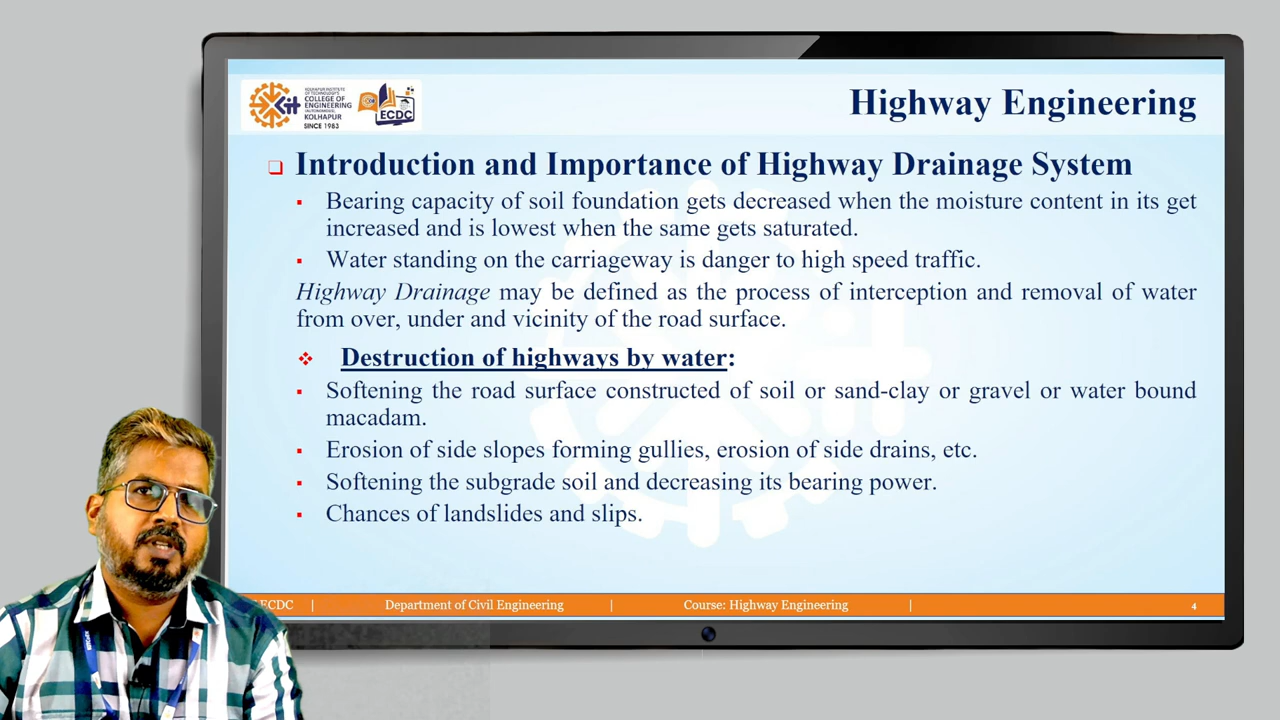 KOLHAPUR INSTITUTE
OF TECHNOLOGY'S
COLLEGE OF
ENGINEERING
(AUTONOMOUS),
KOLHAPUR
SINCE 1983
ECDC
Highway Engineering
Introduction and Importance of Highway Drainage System
Bearing capacity of soil foundation gets decreased when the moisture content in its get
increased and is lowest when the same gets saturated.
Water standing on the carriageway is danger to high speed traffic.
Highway Drainage may be defined as the process of interception and removal of water
from over, under and vicinity of the road surface.
Destruction of highways by water:
Softening the road surface constructed of soil or sand-clay or gravel or water bound
macadam.
Erosion of side slopes forming gullies, erosion of side drains, etc.
Softening the subgrade soil and decreasing its bearing power.
Chances of landslides and slips.
ECDC | Department of Civil Engineering | Course: Highway Engineering | 4